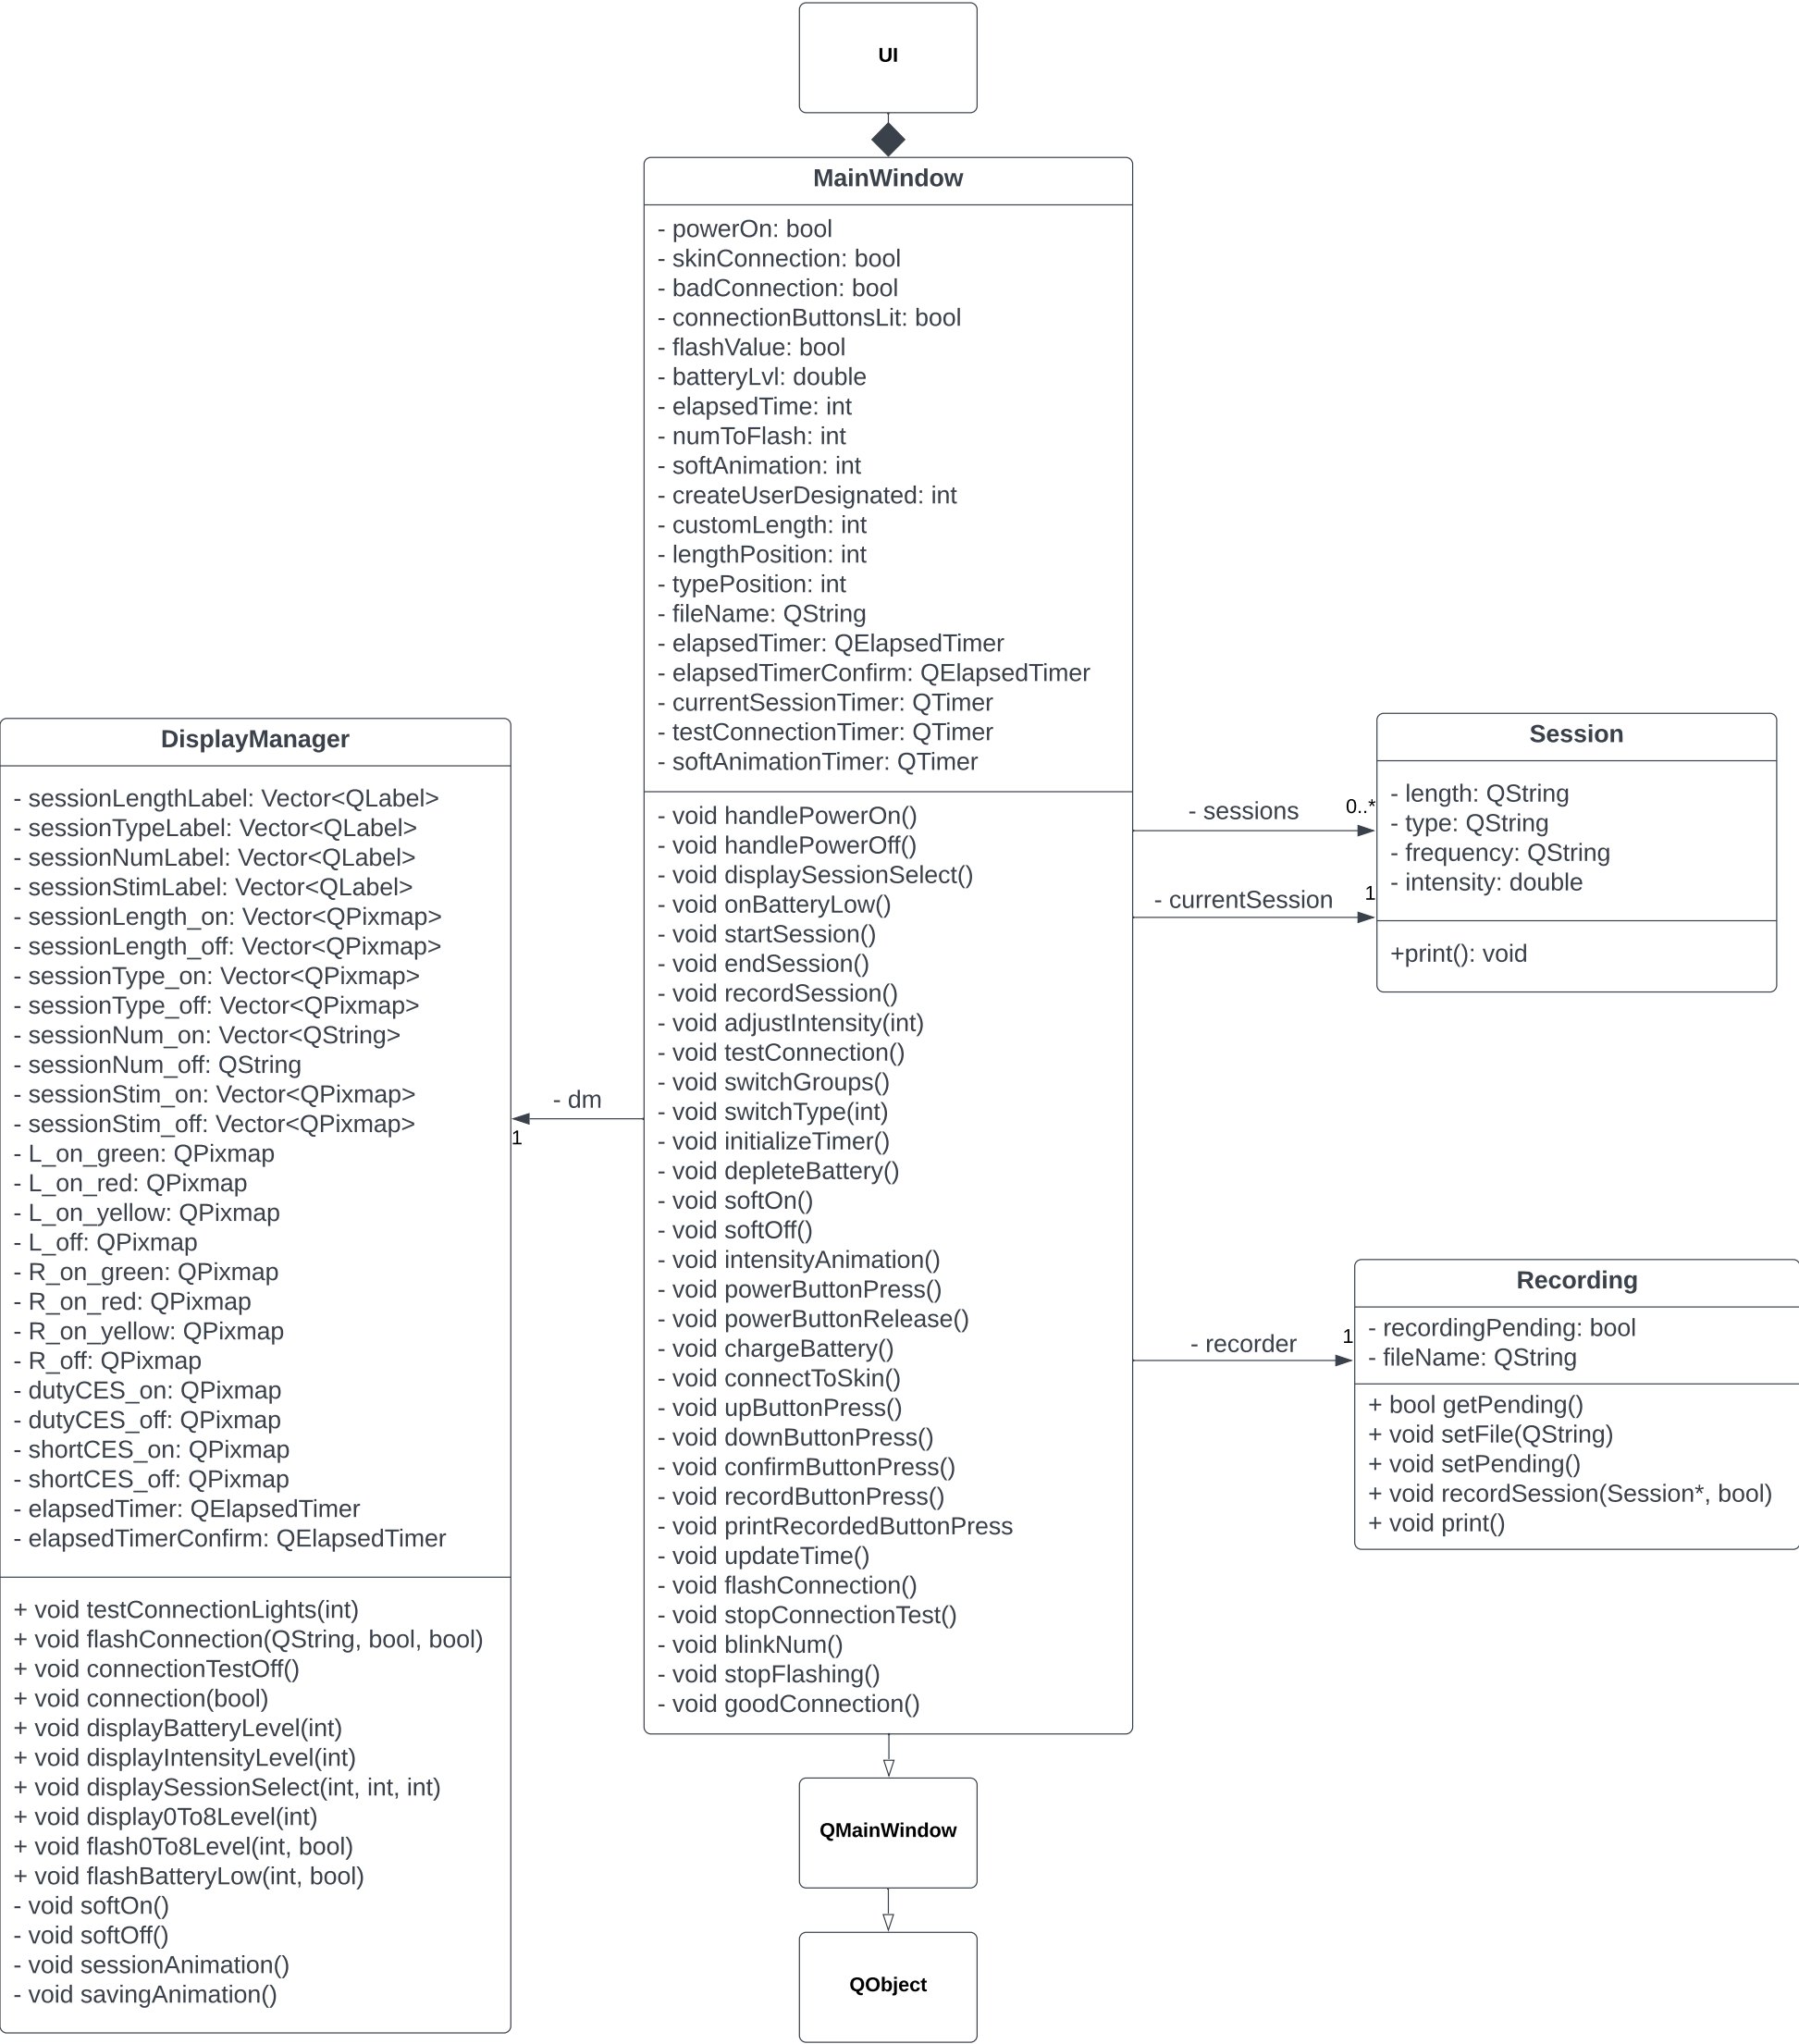 UI
MainWindow
- powerOn: bool
- skinConnection: bool
- badConnection: bool
- connectionButtonsLit: bool
- flashValue: bool
- batteryLvl: double
- elapsedTime: int
- numToFlash: int
- softAnimation: int
- createUserDesignated: int
- customLength: int
- lengthPosition: int
- typePosition: int
- fileName: QString
- elapsedTimer: QElapsedTimer
- elapsedTimerConfirm: QElapsedTimer
- currentSessionTimer: QTimer
- testConnectionTimer: QTimer
- softAnimationTimer: QTimer
- void handlePowerOn()
- void handlePowerOff()
- void displaySessionSelect()
- void onBatteryLow()
- void startSession()
- void endSession()
- void recordSession()
- void adjustIntensity(int)
- void testConnection()
- void switchGroups()
- void switchType(int)
- void initializeTimer()
- void depleteBattery()
- void softOn()
- void softOff()
- void intensityAnimation()
- void powerButtonPress()
- void powerButtonRelease()
- void chargeBattery()
- void connectToSkin()
- void upButtonPress()
- void downButtonPress()
- void confirmButtonPress()
- void recordButtonPress()
- void printRecordedButtonPress
- void updateTime()
- void flashConnection()
- void stopConnectionTest()
- void blinkNum()
- void stopFlashing()
- void goodConnection()
DisplayManager
- sessionLengthLabel: Vector<QLabel>
- sessionTypeLabel: Vector<QLabel>
- sessionNumLabel: Vector<QLabel>
- sessionStimLabel: Vector<QLabel>
- sessionLength_on: Vector<QPixmap>
- sessionLength_off: Vector<QPixmap>
- sessionType_on: Vector<QPixmap>
- sessionType_off: Vector<QPixmap>
- sessionNum_on: Vector<QString>
- sessionNum_off: QString
- sessionStim_on: Vector<QPixmap>
- sessionStim_off: Vector<QPixmap>
- L_on_green: QPixmap
- L_on_red: QPixmap
- L_on_yellow: QPixmap
- L_off: QPixmap
- R_on_green: QPixmap
- R_on_red: QPixmap
- R_on_yellow: QPixmap
- R_off: QPixmap
- dutyCES_on: QPixmap
- dutyCES_off: QPixmap
- shortCES_on: QPixmap
- shortCES_off: QPixmap
- elapsedTimer: QElapsedTimer
- elapsedTimerConfirm: QElapsedTimer
+ void testConnectionLights(int)
+ void flashConnection(QString, bool, bool)
+ void connectionTestOff()
+ void connection(bool)
+ void displayBatteryLevel(int)
+ void displayIntensityLevel(int)
+ void displaySessionSelect(int, int, int)
+ void display0To8Level(int)
+ void flash0To8Level(int, bool)
+ void flashBatteryLow(int, bool)
- void softOn()
- void softOff()
- void sessionAnimation()
- void savingAnimation()
- dm
1
- sessions
0..*
- currentSession
1
Session
- length: QString
- type: QString
- frequency: QString
- intensity: double
+print(): void
- recorder
1
Recording
- recordingPending: bool
- fileName: QString
+ bool getPending()
+ void setFile(QString)
+ void setPending()
+ void recordSession(Session*, bool)
+ void print()
QMainWindow
QObject